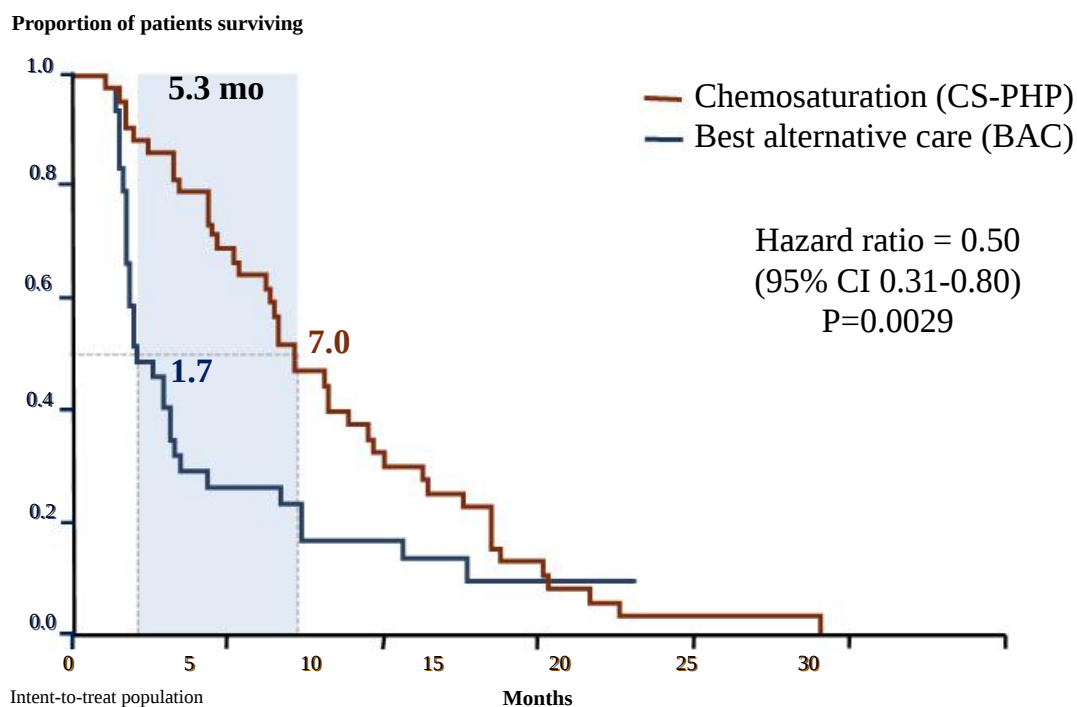 Proportion of patients surviving
1.0
5.3 mo
Chemosaturation (CS-PHP)
Best alternative care (BAC)
0.8
Hazard ratio = 0.50
(95% CI 0.31-0.80)
P=0.0029
0.6
7.0
1.7
0.4
0.2
0.0
0 5 10 15 20 25 30
Intent-to-treat population
Months